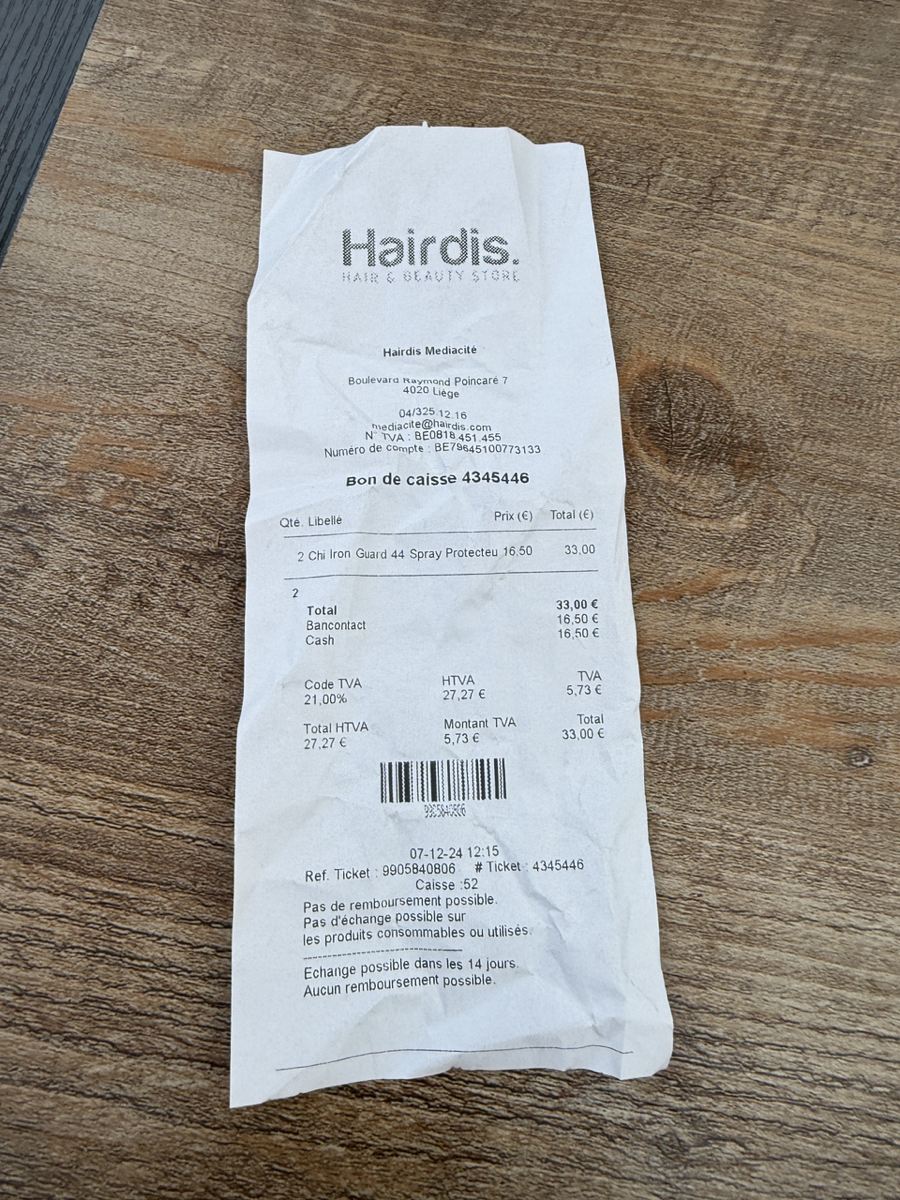 Hairdis.
HAIR & BEAUTY STORE
Hairdis Mediacité
Boulevard Raymond Poincaré 7
4020 Liège
04/325.12.16
mediacite@hairdis.com
N° TVA : BE0818.451.455
Numéro de compte : BE79645100773133
Bon de caisse 4345446
Qté. Libellé Prix (€) Total (€)
2 Chi Iron Guard 44 Spray Protecteu 16,50 33,00
2
Total 33,00 €
Bancontact 16,50 €
Cash 16,50 €
Code TVA HTVA TVA
21,00% 27,27 € 5,73 €
Total HTVA Montant TVA Total
27,27 € 5,73 € 33,00 €
07-12-24 12:15
Ref. Ticket : 9905840806 # Ticket : 4345446
Caisse :52
Pas de remboursement possible.
Pas d'échange possible sur
les produits consommables ou utilisés.
Echange possible dans les 14 jours.
Aucun remboursement possible.